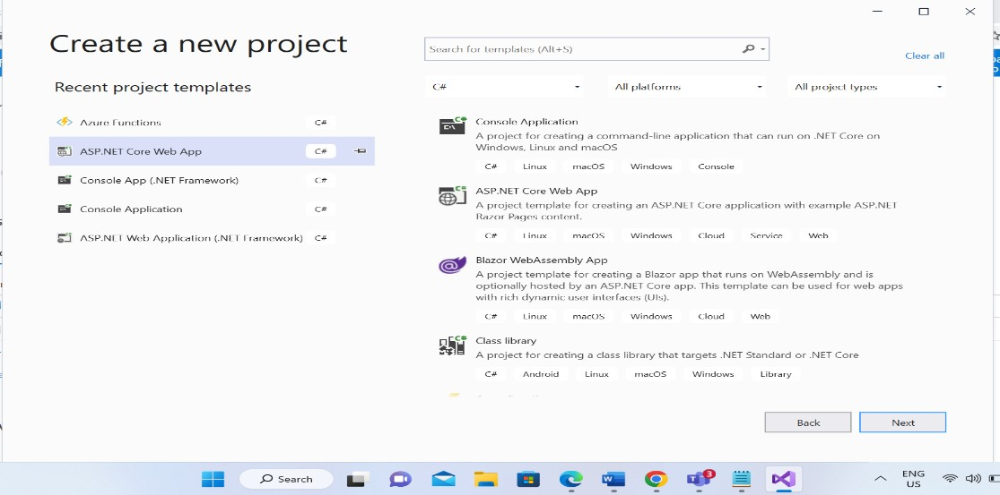 Create a new project
Search for templates (Alt+S)
Clear all
Recent project templates
C#
All platforms
All project types
Azure Functions C#
ASP.NET Core Web App C#
Console App (.NET Framework) C#
Console Application C#
ASP.NET Web Application (.NET Framework) C#
Console Application
A project for creating a command-line application that can run on .NET Core on
Windows, Linux and macOS
C# Linux macOS Windows Console
ASP.NET Core Web App
A project template for creating an ASP.NET Core application with example ASP.NET
Razor Pages content.
C# Linux macOS Windows Cloud Service Web
Blazor WebAssembly App
A project template for creating a Blazor app that runs on WebAssembly and is
optionally hosted by an ASP.NET Core app. This template can be used for web apps
with rich dynamic user interfaces (UIs).
C# Linux macOS Windows Cloud Web
Class library
A project for creating a class library that targets .NET Standard or .NET Core
C# Android Linux macOS Windows Library
Back
Next
Search
3
ENG
US